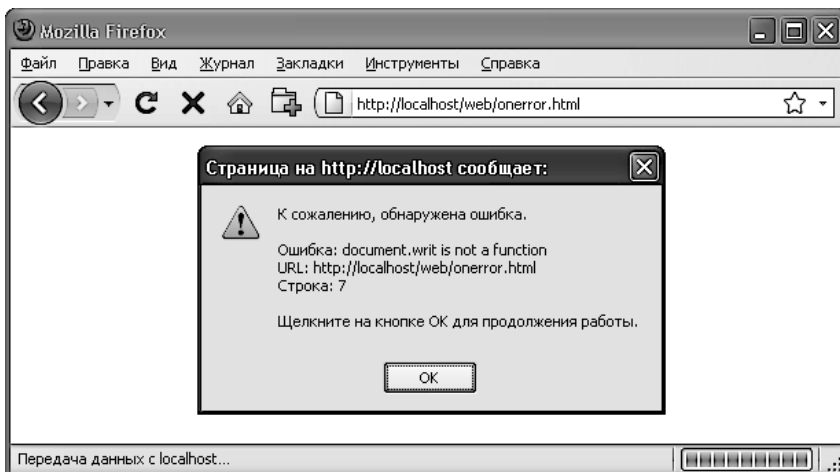 Mozilla Firefox
Файл Правка Вид Журнал Закладки Инструменты Справка
http://localhost/web/onerror.html
Страница на http://localhost сообщает:
К сожалению, обнаружена ошибка.
Ошибка: document.writ is not a function
URL: http://localhost/web/onerror.html
Строка: 7
Щелкните на кнопке ОК для продолжения работы.
ОК
Передача данных с localhost...